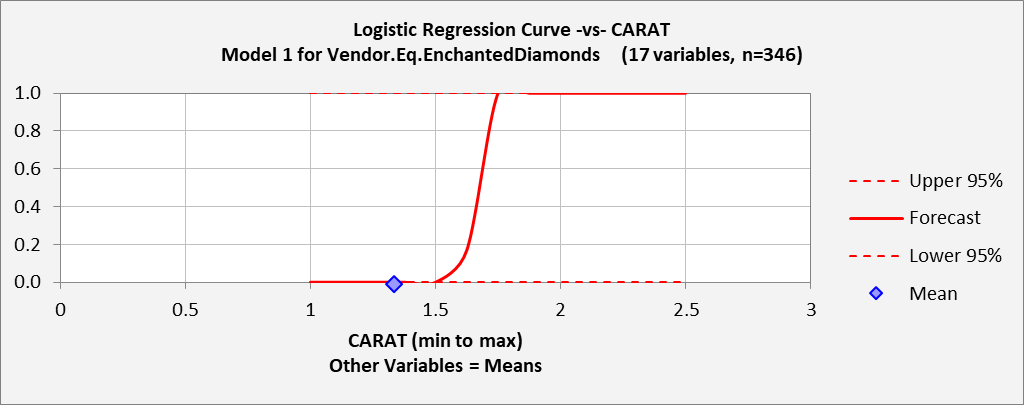 Logistic Regression Curve -vs- CARAT
Model 1 for Vendor.Eq.EnchantedDiamonds    (17 variables, n=346)
1.0
0.8
0.6
0.4
0.2
0.0
0 0.5 1 1.5 2 2.5 3
CARAT (min to max)
Other Variables = Means
Upper 95%
Forecast
Lower 95%
Mean